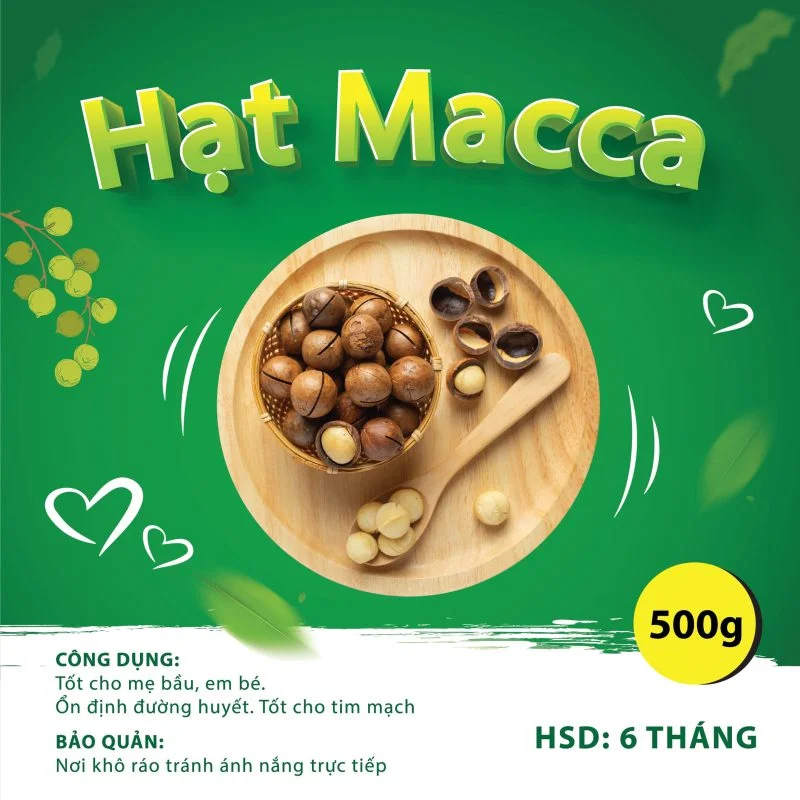 Hạt Macca
500g
CÔNG DỤNG:
Tốt cho mẹ bầu, em bé.
Ổn định đường huyết. Tốt cho tim mạch
BẢO QUẢN:
Nơi khô ráo tránh ánh nắng trực tiếp
HSD: 6 THÁNG